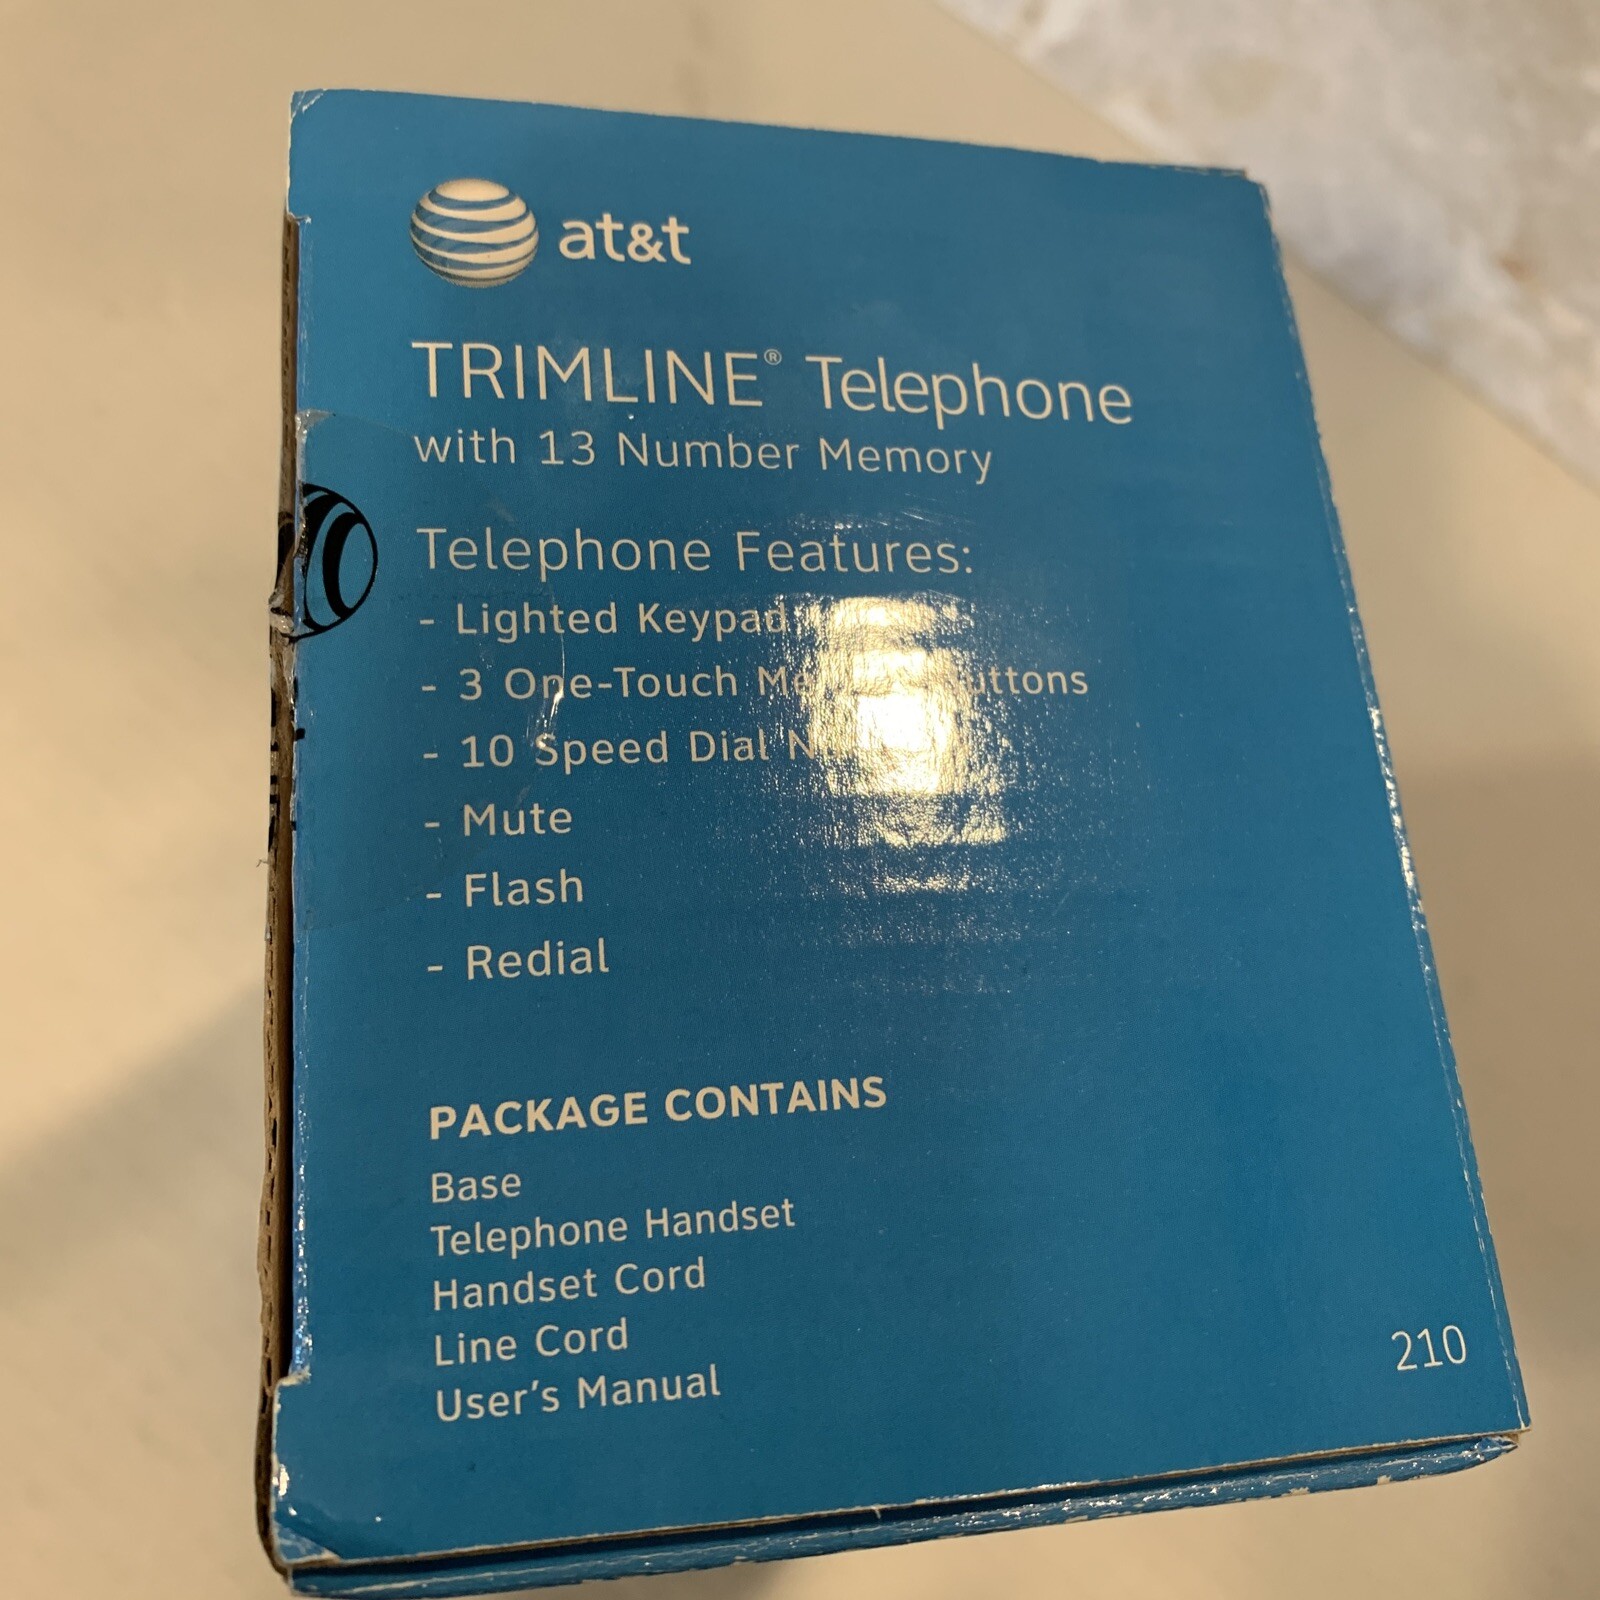 at&t
TRIMLINE® Telephone
with 13 Number Memory
Telephone Features:
- Lighted Keypad
- 3 One-Touch
- 10 Speed Dial
- Mute
- Flash
- Redial
PACKAGE CONTAINS
Base
Telephone Handset
Handset Cord
Line Cord
User's Manual
210